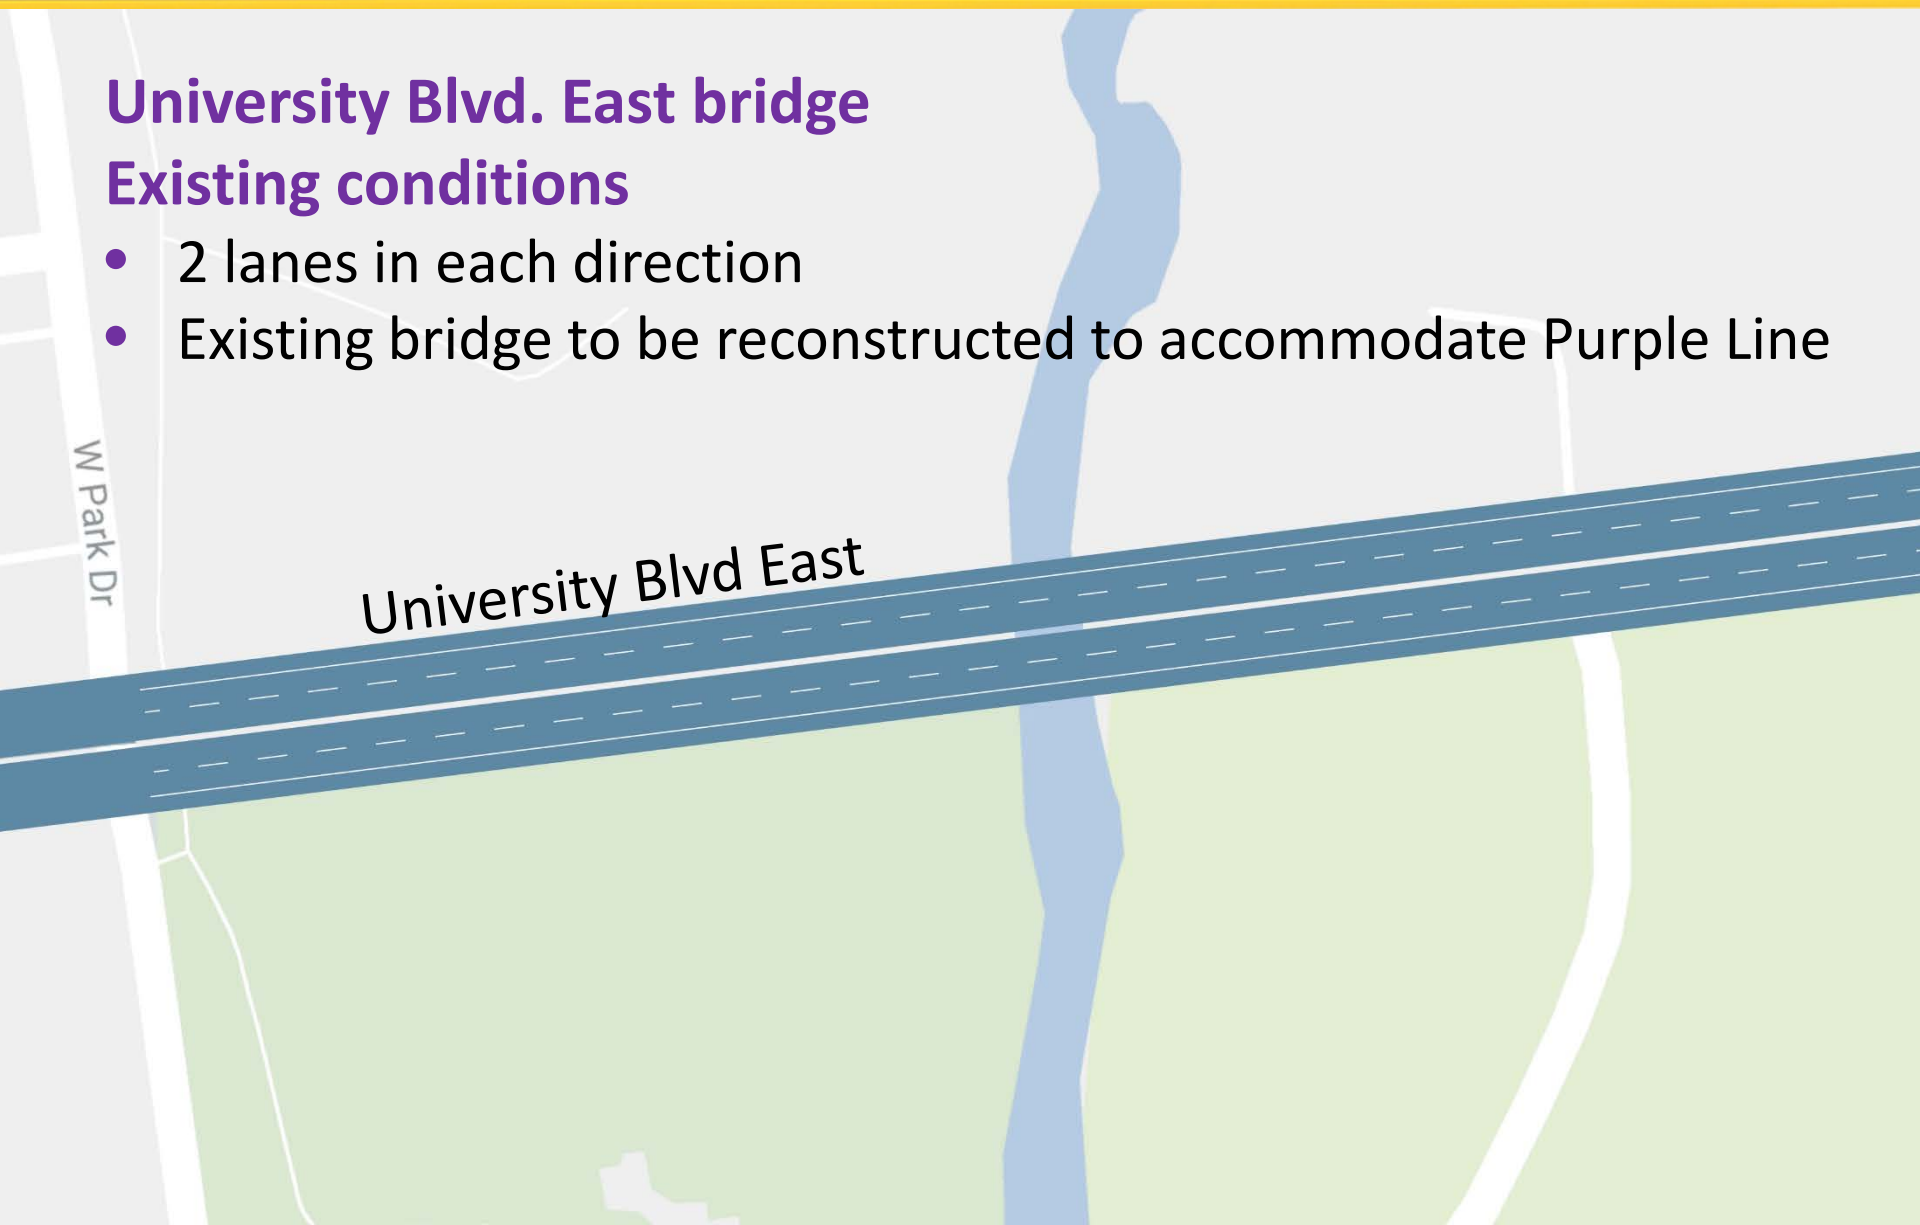 University Blvd. East bridge
Existing conditions
• 2 lanes in each direction
• Existing bridge to be reconstructed to accommodate Purple Line
W Park Dr
University Blvd East